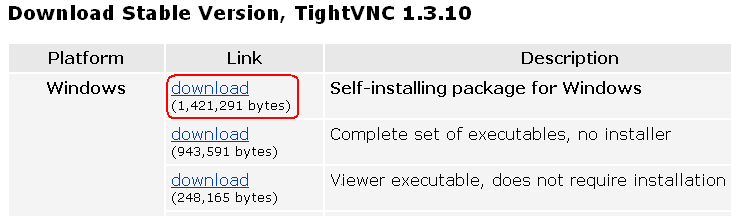 Download Stable Version, TightVNC 1.3.10
Platform Link Description
Windows download Self-installing package for Windows
(1,421,291 bytes)
download Complete set of executables, no installer
(943,591 bytes)
download Viewer executable, does not require installation
(248,165 bytes)